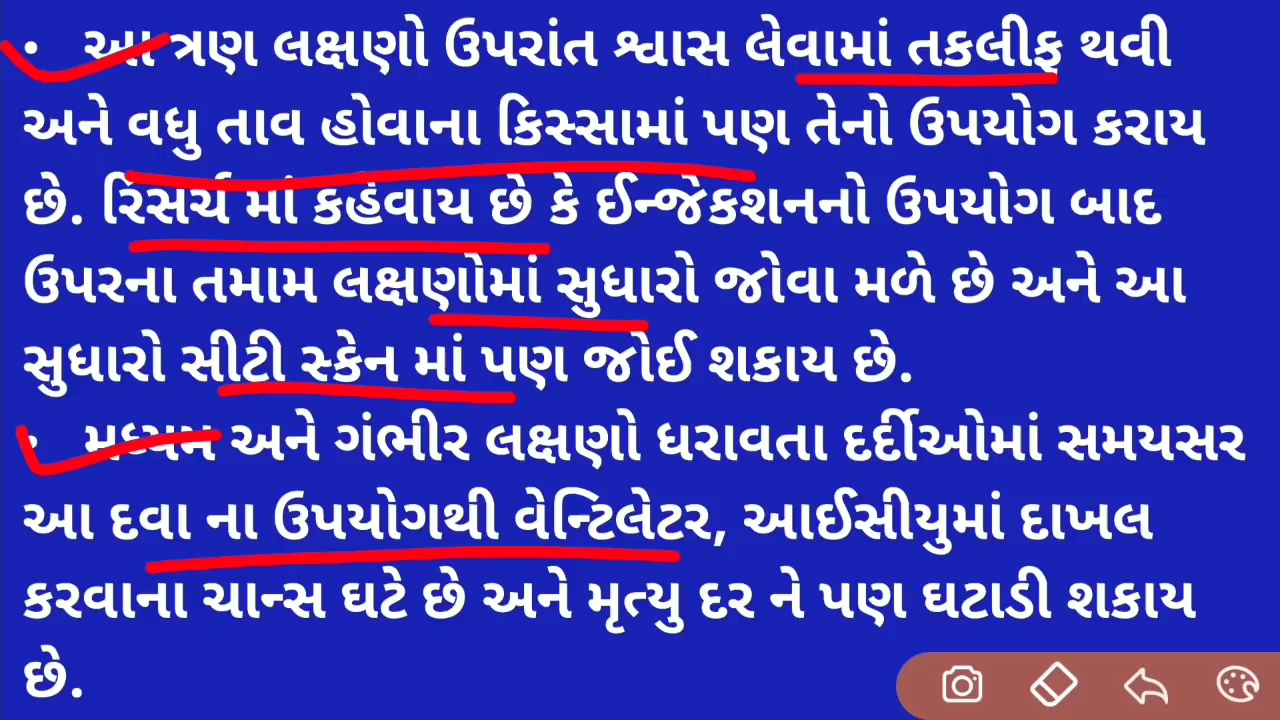 • આ ત્રણ લક્ષણો ઉપરાંત શ્વાસ લેવામાં તકલીફ થવી
અને વધુ તાવ હોવાના કિસ્સામાં પણ તેનો ઉપયોગ કરાય
છે. રિસર્ચ માં કહેવાય છે કે ઈન્જેકશનનો ઉપયોગ બાદ
ઉપરના તમામ લક્ષણોમાં સુધારો જોવા મળે છે અને આ
સુધારો સીટી સ્કેન માં પણ જોઈ શકાય છે.
• મધ્યમ અને ગંભીર લક્ષણો ધરાવતા દર્દીઓમાં સમયસર
આ દવા ના ઉપયોગથી વેન્ટિલેટર, આઈસીયુમાં દાખલ
કરવાના ચાન્સ ઘટે છે અને મૃત્યુ દર ને પણ ઘટાડી શકાય
છે.